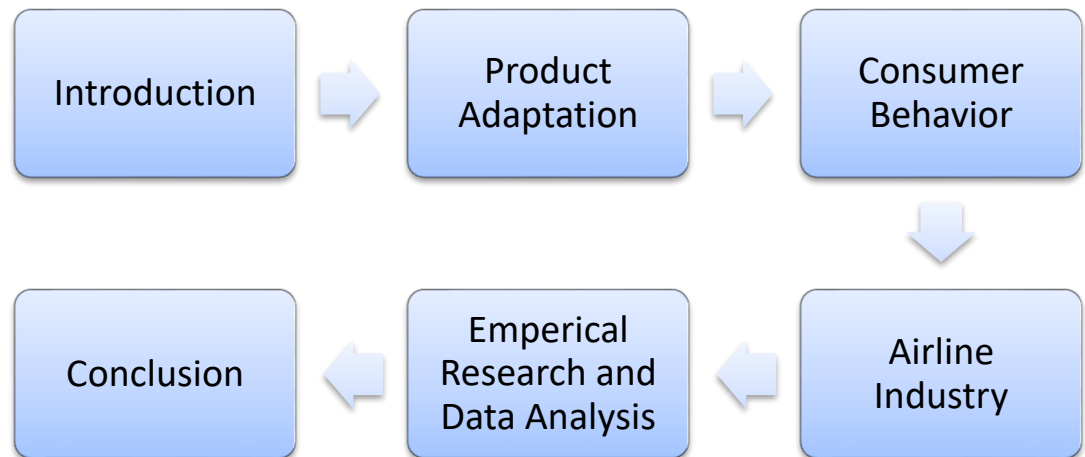 Introduction
Product
Adaptation
Consumer
Behavior
Airline
Industry
Emperical
Research and
Data Analysis
Conclusion